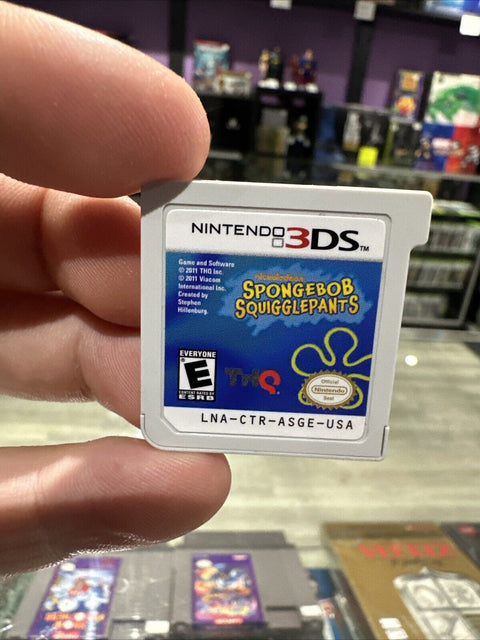 NINTENDO 3DS™
Game and Software
© 2011 THQ Inc.
© 2011 Viacom
International Inc.
Created by
Stephen
Hillenburg.
nickelodeon
SPONGEBOB
SQUIGGLEPANTS
EVERYONE
E
CONTENT RATED BY
ESRB
THQ
Official
Nintendo
Seal
LNA-CTR-ASGE-USA